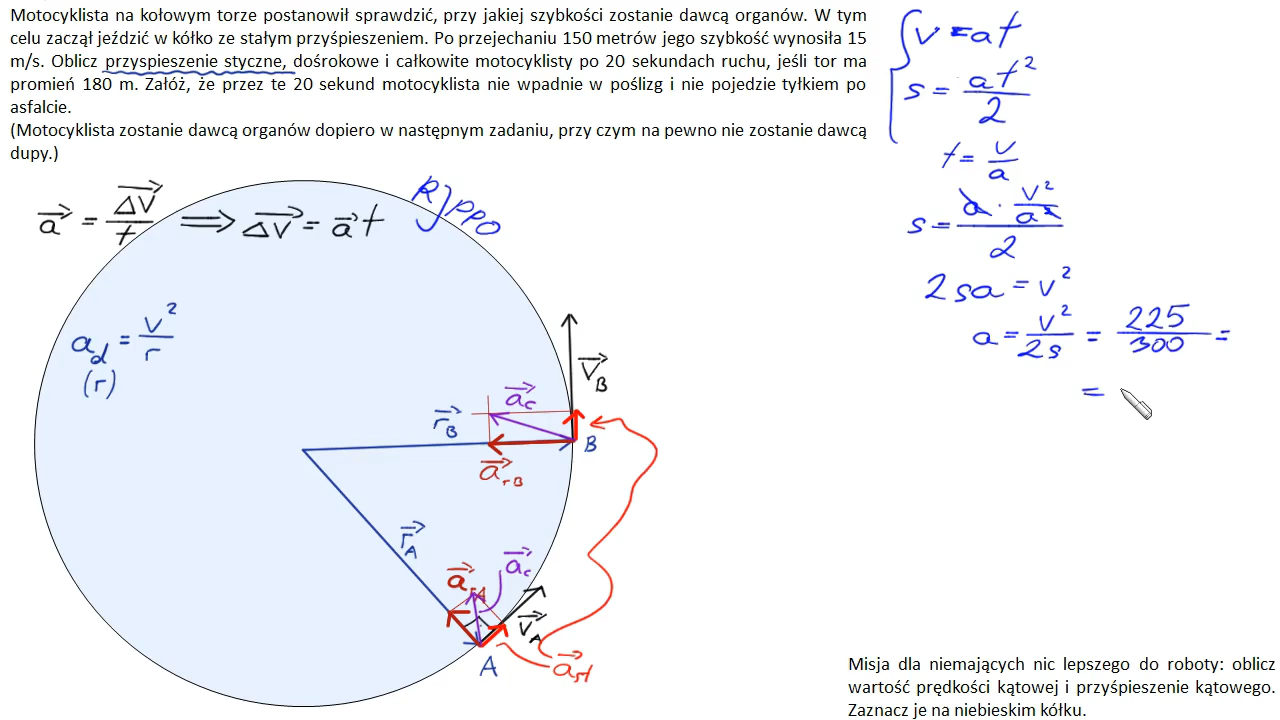 Motocyklista na kołowym torze postanowił sprawdzić, przy jakiej szybkości zostanie dawcą organów. W tym
celu zaczął jeździć w kółko ze stałym przyśpieszeniem. Po przejechaniu 150 metrów jego szybkość wynosiła 15
m/s. Oblicz przyspieszenie styczne, dośrokowe i całkowite motocyklisty po 20 sekundach ruchu, jeśli tor ma
promień 180 m. Załóż, że przez te 20 sekund motocyklista nie wpadnie w poślizg i nie pojedzie tyłkiem po
asfalcie.
(Motocyklista zostanie dawcą organów dopiero w następnym zadaniu, przy czym na pewno nie zostanie dawcą
dupy.)
a⃗ = Δv⃗/t ⟹ Δv⃗ = a⃗t
RJPPO
a_d = v²/r
(r)
v⃗_B
a⃗_c
r⃗_B
B
a⃗_rB
r⃗_A
a⃗_c
a⃗_rA
v⃗_A
A
a⃗_st
v = at
s = at²/2
t = v/a
s = (a · v²/a²)/2
2sa = v²
a = v²/2s = 225/300 =
=
Misja dla niemających nic lepszego do roboty: oblicz
wartość prędkości kątowej i przyśpieszenie kątowego.
Zaznacz je na niebieskim kółku.